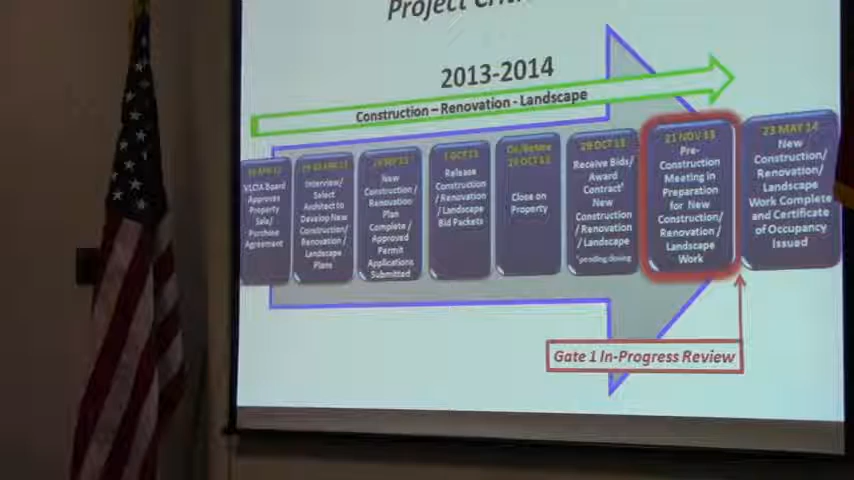 Project
2013-2014
Construction – Renovation - Landscape
VLCIA Board
Approves
Property
Sale/
Purchase
Agreement
Interview/
Select
Architect to
Develop New
Construction/
Renovation/
Landscape
Plans
New
Construction
/Renovation
Plan
Complete /
Approved
Permit
Applications
Submitted
1 OCT 13
Release
Construction
/ Renovation
/ Landscape
Bid Packets
On/Before
Close on
Property
29 OCT 13
Receive Bids/
Award
Contract*
New
Construction
/ Renovation
/ Landscape
*pending closing
21 NOV 13
Pre-
Construction
Meeting in
Preparation
for New
Construction/
Renovation/
Landscape
Work
23 MAY 14
New
Construction/
Renovation/
Landscape
Work Complete
and Certificate
of Occupancy
Issued
Gate 1 In-Progress Review